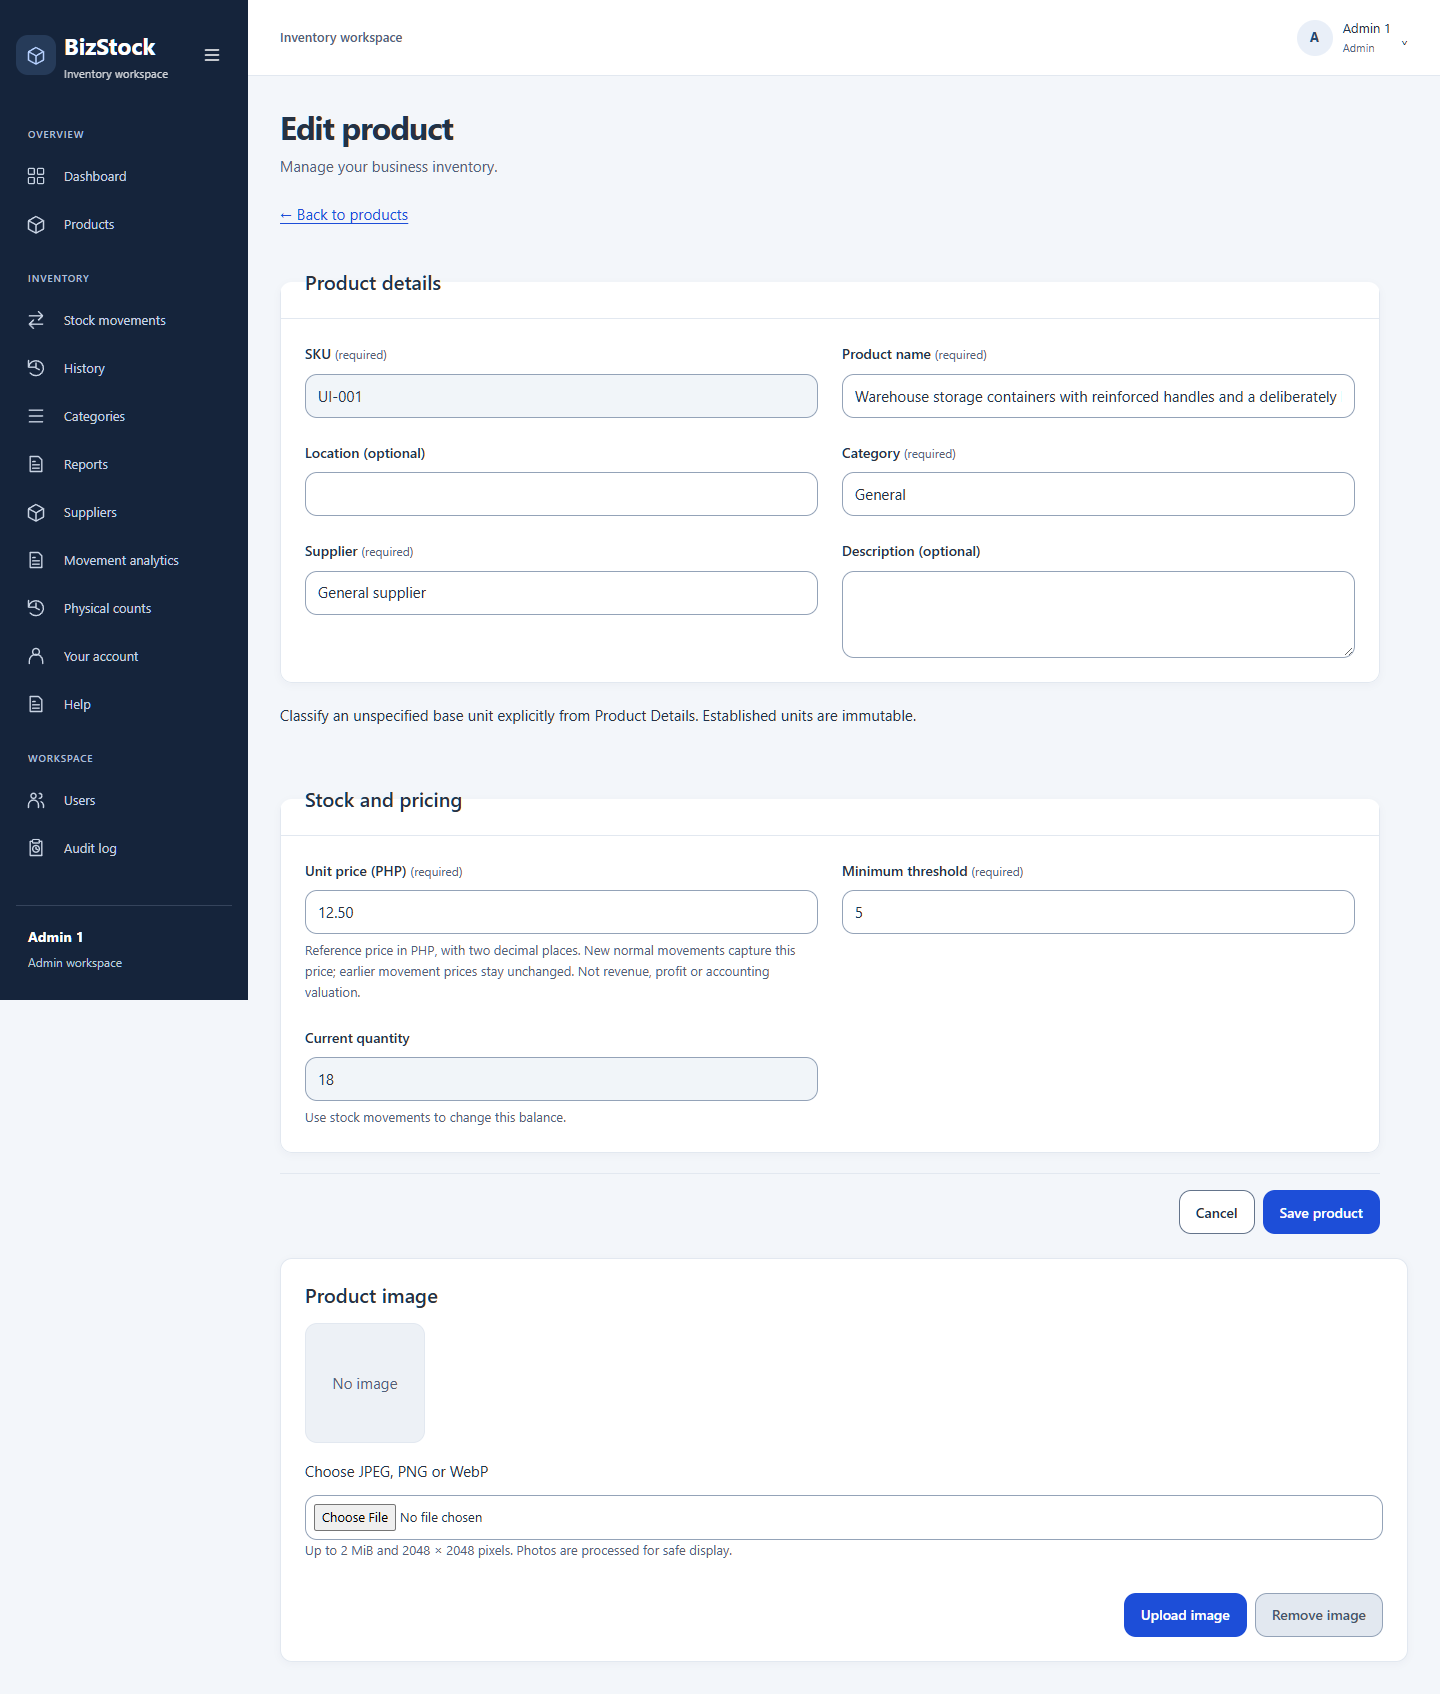 BizStock
Inventory workspace
OVERVIEW
Dashboard
Products
INVENTORY
Stock movements
History
Categories
Reports
Suppliers
Movement analytics
Physical counts
Your account
Help
WORKSPACE
Users
Audit log
Admin 1
Admin workspace
Inventory workspace
A
Admin 1
Admin
Edit product
Manage your business inventory.
← Back to products
Product details
SKU (required)
UI-001
Product name (required)
Warehouse storage containers with reinforced handles and a deliberately
Location (optional)
Category (required)
General
Supplier (required)
General supplier
Description (optional)
Classify an unspecified base unit explicitly from Product Details. Established units are immutable.
Stock and pricing
Unit price (PHP) (required)
12.50
Reference price in PHP, with two decimal places. New normal movements capture this
price; earlier movement prices stay unchanged. Not revenue, profit or accounting
valuation.
Minimum threshold (required)
5
Current quantity
18
Use stock movements to change this balance.
Cancel
Save product
Product image
No image
Choose JPEG, PNG or WebP
Choose File No file chosen
Up to 2 MiB and 2048 × 2048 pixels. Photos are processed for safe display.
Upload image
Remove image